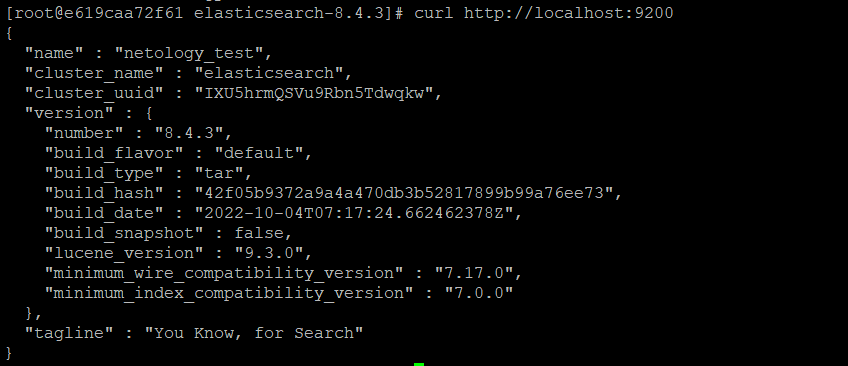 [root@e619caa72f61 elasticsearch-8.4.3]# curl http://localhost:9200
{
  "name" : "netology_test",
  "cluster_name" : "elasticsearch",
  "cluster_uuid" : "IXU5hrmQSVu9Rbn5Tdwqkw",
  "version" : {
    "number" : "8.4.3",
    "build_flavor" : "default",
    "build_type" : "tar",
    "build_hash" : "42f05b9372a9a4a470db3b52817899b99a76ee73",
    "build_date" : "2022-10-04T07:17:24.662462378Z",
    "build_snapshot" : false,
    "lucene_version" : "9.3.0",
    "minimum_wire_compatibility_version" : "7.17.0",
    "minimum_index_compatibility_version" : "7.0.0"
  },
  "tagline" : "You Know, for Search"
}